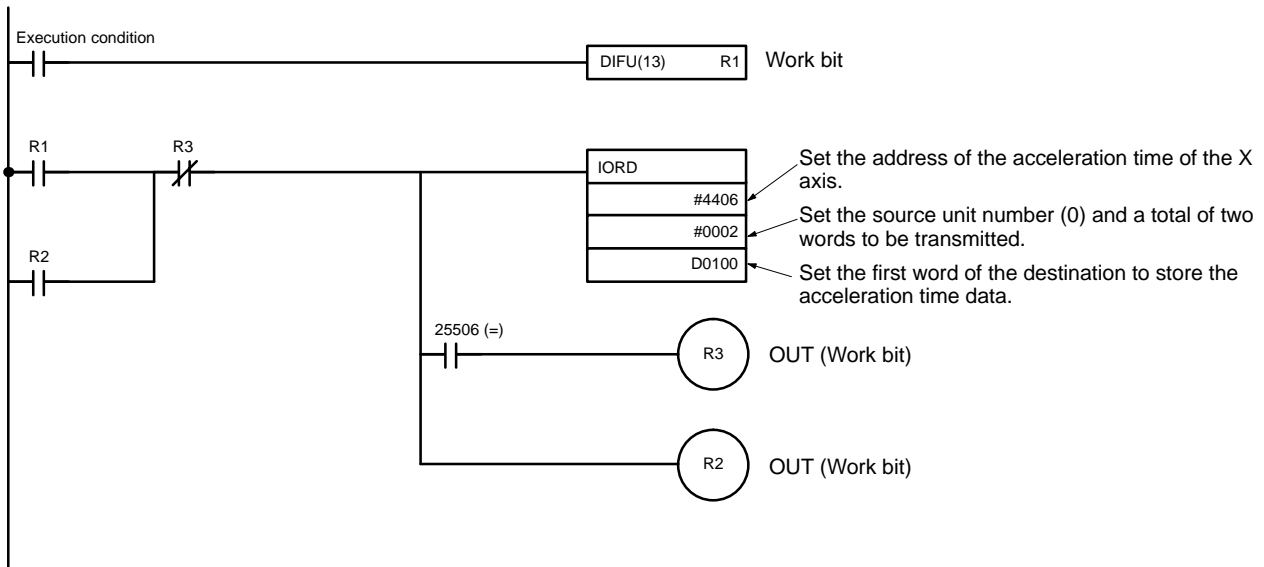 Execution condition
DIFU(13) R1 Work bit
R1 R3
IORD
Set the address of the acceleration time of the X
axis.
#4406
Set the source unit number (0) and a total of two
words to be transmitted.
#0002
R2
D0100
Set the first word of the destination to store the
acceleration time data.
25506 (=)
R3 OUT (Work bit)
R2 OUT (Work bit)